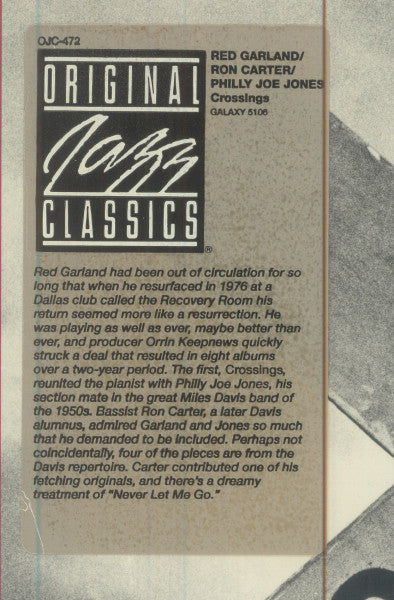 OJC-472
ORIGINAL
Jazz
CLASSICS
®
RED GARLAND/
RON CARTER/
PHILLY JOE JONES
Crossings
GALAXY 5106
Red Garland had been out of circulation for so
long that when he resurfaced in 1976 at a
Dallas club called the Recovery Room his
return seemed more like a resurrection. He
was playing as well as ever, maybe better than
ever, and producer Orrin Keepnews quickly
struck a deal that resulted in eight albums
over a two-year period. The first, Crossings,
reunited the pianist with Philly Joe Jones, his
section mate in the great Miles Davis band of
the 1950s. Bassist Ron Carter, a later Davis
alumnus, admired Garland and Jones so much
that he demanded to be included. Perhaps not
coincidentally, four of the pieces are from the
Davis repertoire. Carter contributed one of his
fetching originals, and there's a dreamy
treatment of "Never Let Me Go."